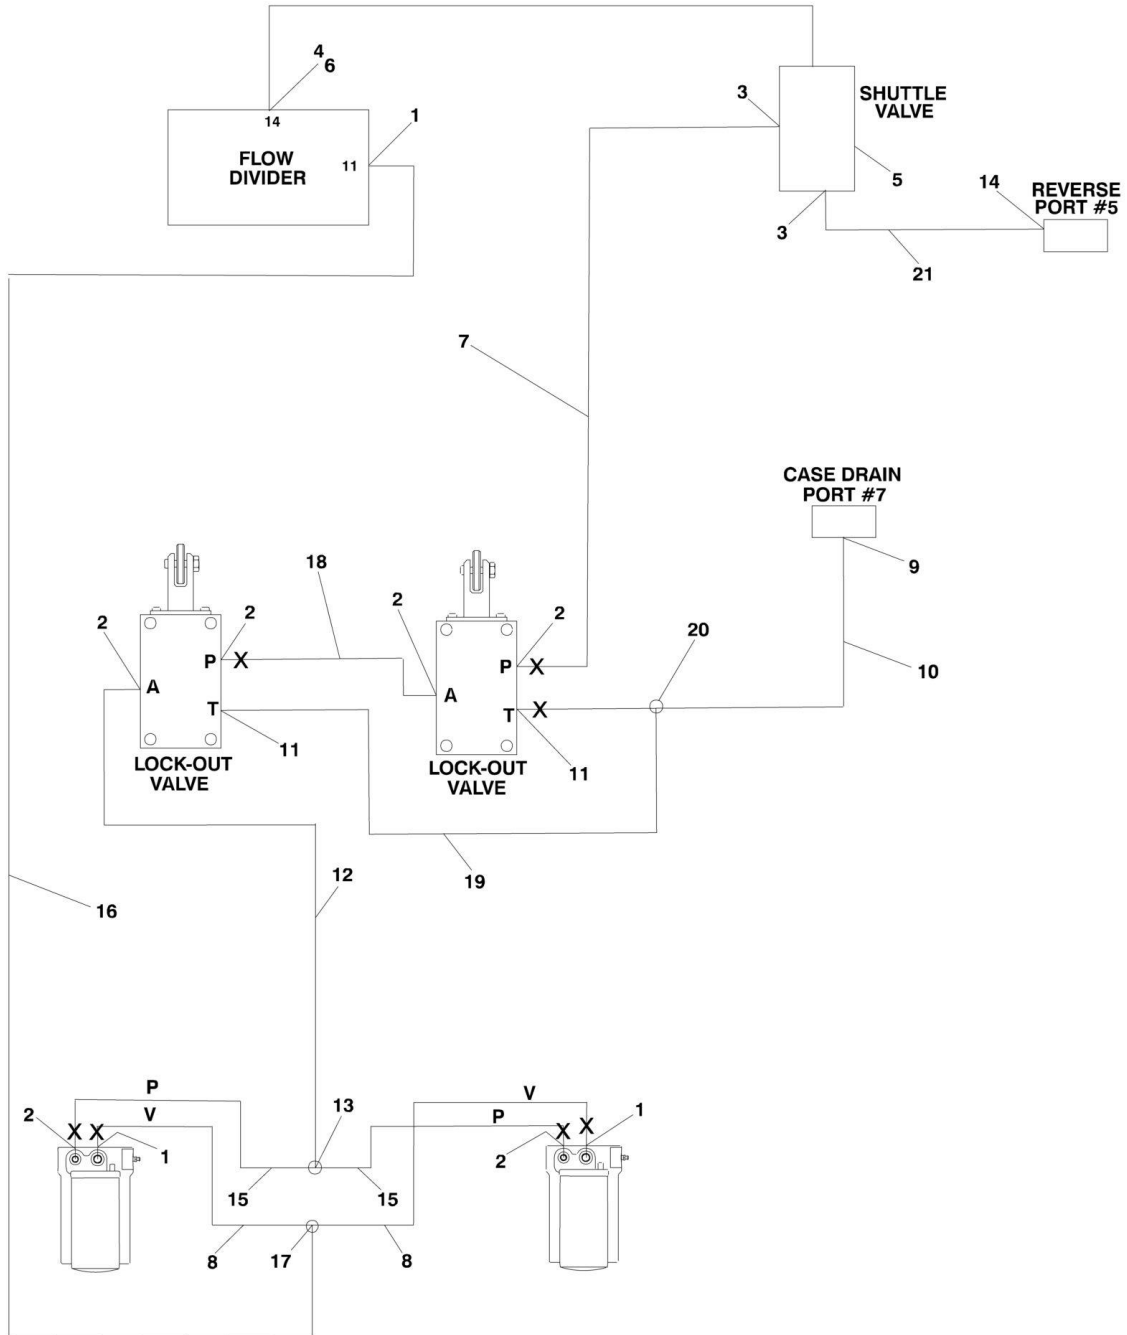 4
6
14
1
FLOW
DIVIDER
11
3
SHUTTLE
VALVE
5
14
REVERSE
PORT #5
3
21
7
CASE DRAIN
PORT #7
9
18
2
2
2
2
20
P
X
P
X
10
A
A
T
T
X
11
11
LOCK-OUT
VALVE
LOCK-OUT
VALVE
12
19
16
P
V
V
P
2
13
1
X
X
X
X
1
2
15
15
8
17
8